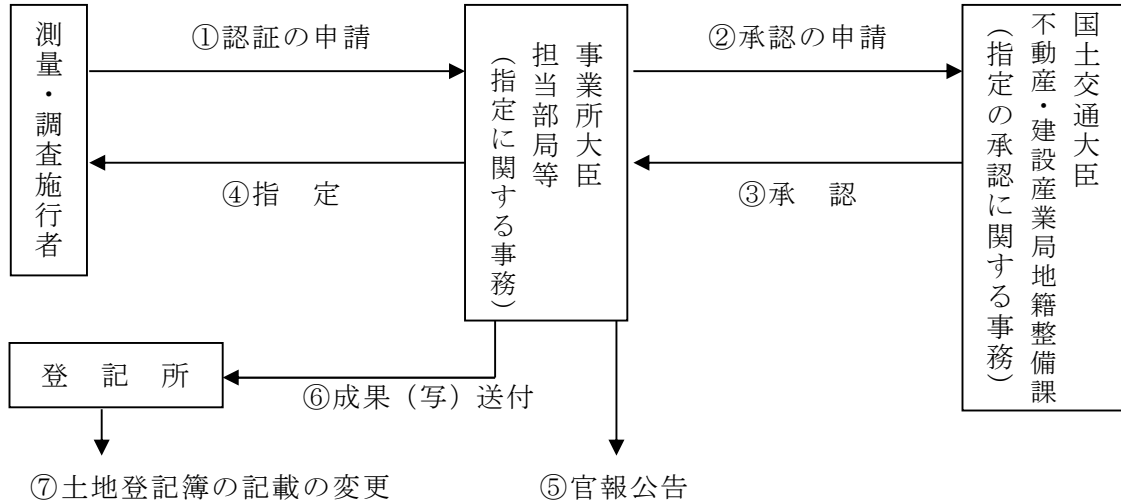 測量・調査施行者
①認証の申請
④指　定
事業所大臣
担当部局等
（指定に関する事務）
②承認の申請
③承　認
国土交通大臣
不動産・建設産業局地籍整備課
（指定の承認に関する事務）
登　記　所
⑥成果（写）送付
⑦土地登記簿の記載の変更
⑤官報公告